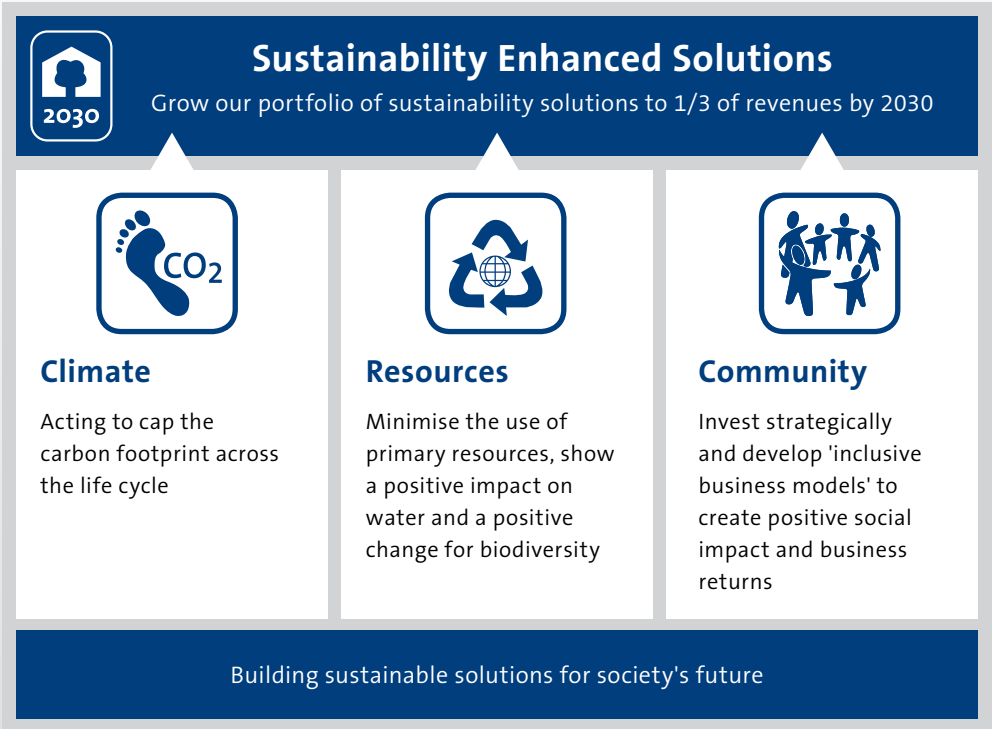 Sustainability Enhanced Solutions
Grow our portfolio of sustainability solutions to 1/3 of revenues by 2030
2030
CO2
Climate
Acting to cap the
carbon footprint across
the life cycle
Resources
Minimise the use of
primary resources, show
a positive impact on
water and a positive
change for biodiversity
Community
Invest strategically
and develop 'inclusive
business models' to
create positive social
impact and business
returns
Building sustainable solutions for society's future